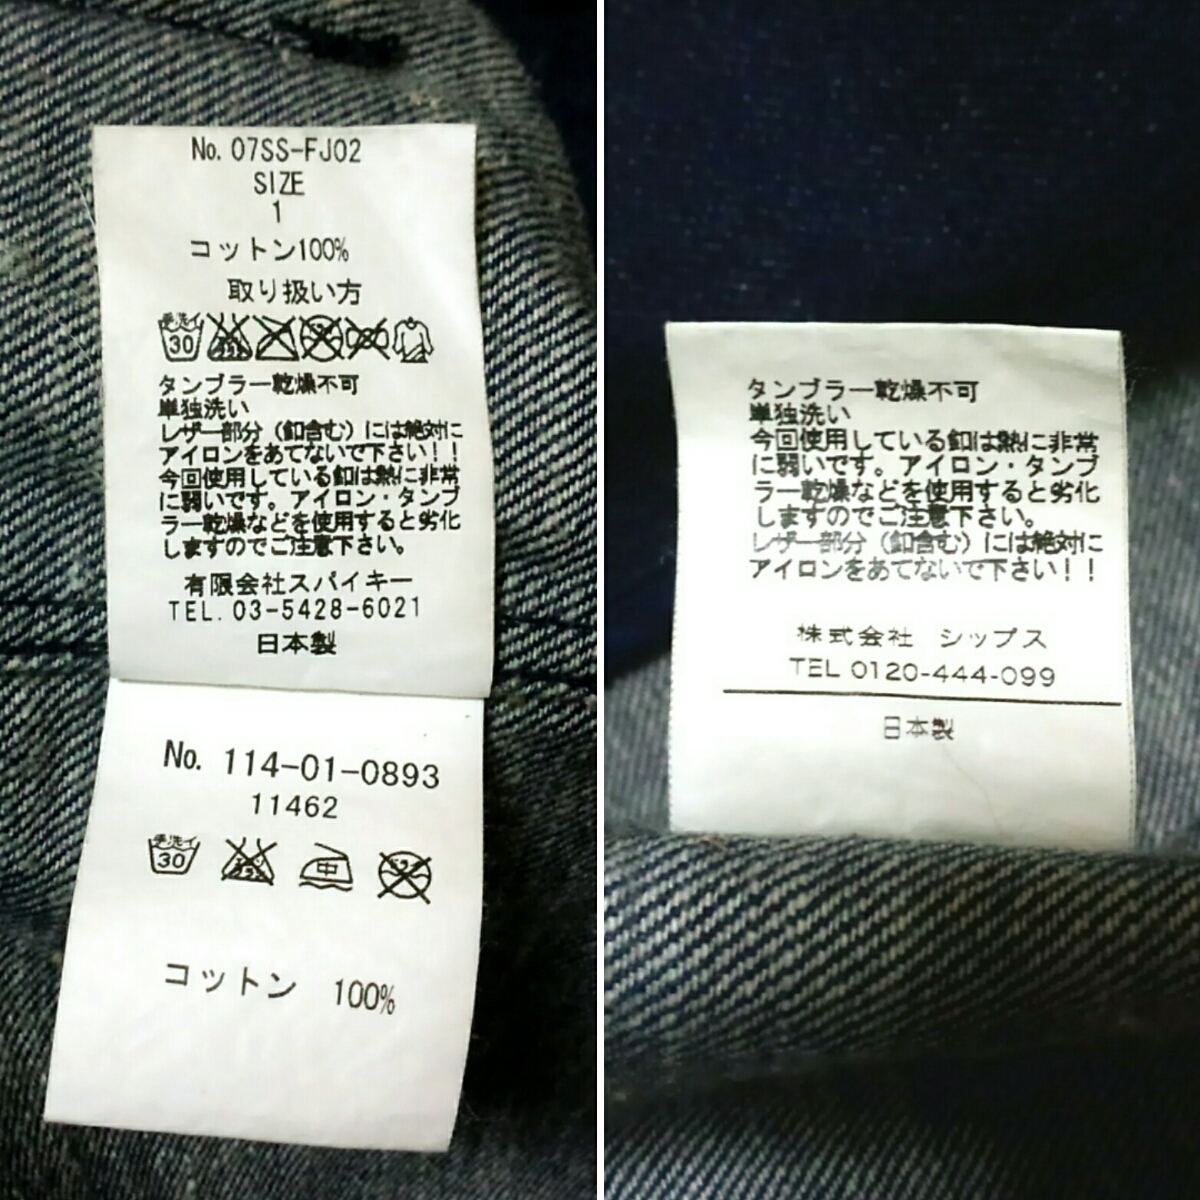 No. 07SS-FJ02
SIZE
1
コットン100%
取り扱い方
手洗イ
30
タンブラー乾燥不可
単独洗い
レザー部分(釦含む)には絶対に
アイロンをあてないで下さい!!
今回使用している釦は熱に非常
に弱いです。アイロン・タンブ
ラー乾燥などを使用すると劣化
しますのでご注意下さい。
有限会社スパイキー
TEL. 03-5428-6021
日本製
No. 114-01-0893
11462
手洗イ
30
中
コットン 100%
タンブラー乾燥不可
単独洗い
今回使用している釦は熱に非常
に弱いです。アイロン・タンブ
ラー乾燥などを使用すると劣化
しますのでご注意下さい。
レザー部分(釦含む)には絶対に
アイロンをあてないで下さい!!
株式会社 シップス
TEL 0120-444-099
日本製